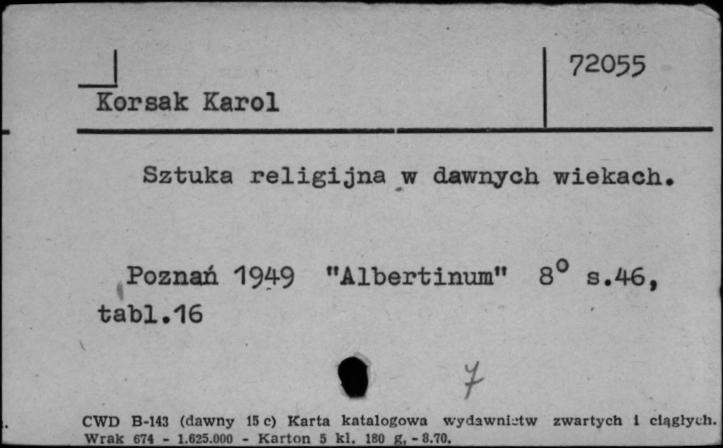 72055
Korsak Karol
Sztuka religijna w dawnych wiekach.
Poznań 1949 "Albertinum" 8° s.46,
tabl.16
7
CWD B-143 (dawny 15 c) Karta katalogowa wydawnictw zwartych i ciągłych.
Wrak 674 - 1.625.000 - Karton 5 kl. 180 g, - 8.70.